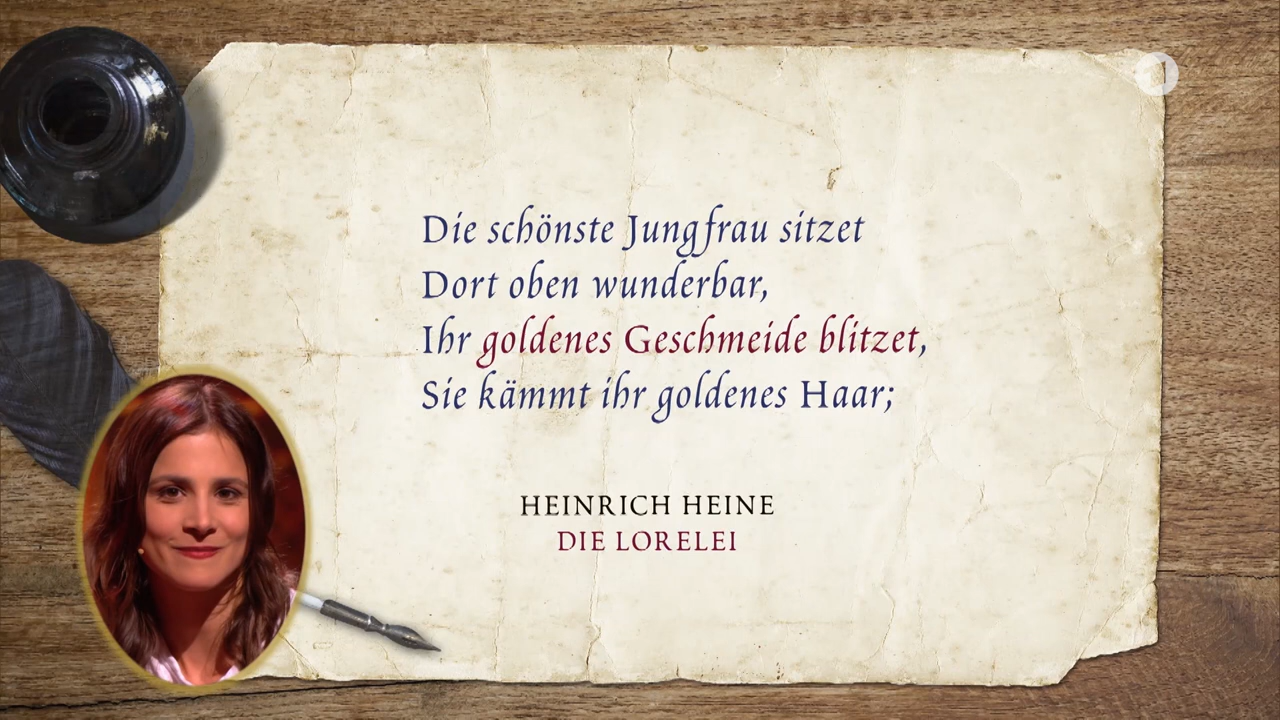 Die schönste Jungfrau sitzet
Dort oben wunderbar,
Ihr goldenes Geschmeide blitzet,
Sie kämmt ihr goldenes Haar;
HEINRICH HEINE
DIE LORELEI